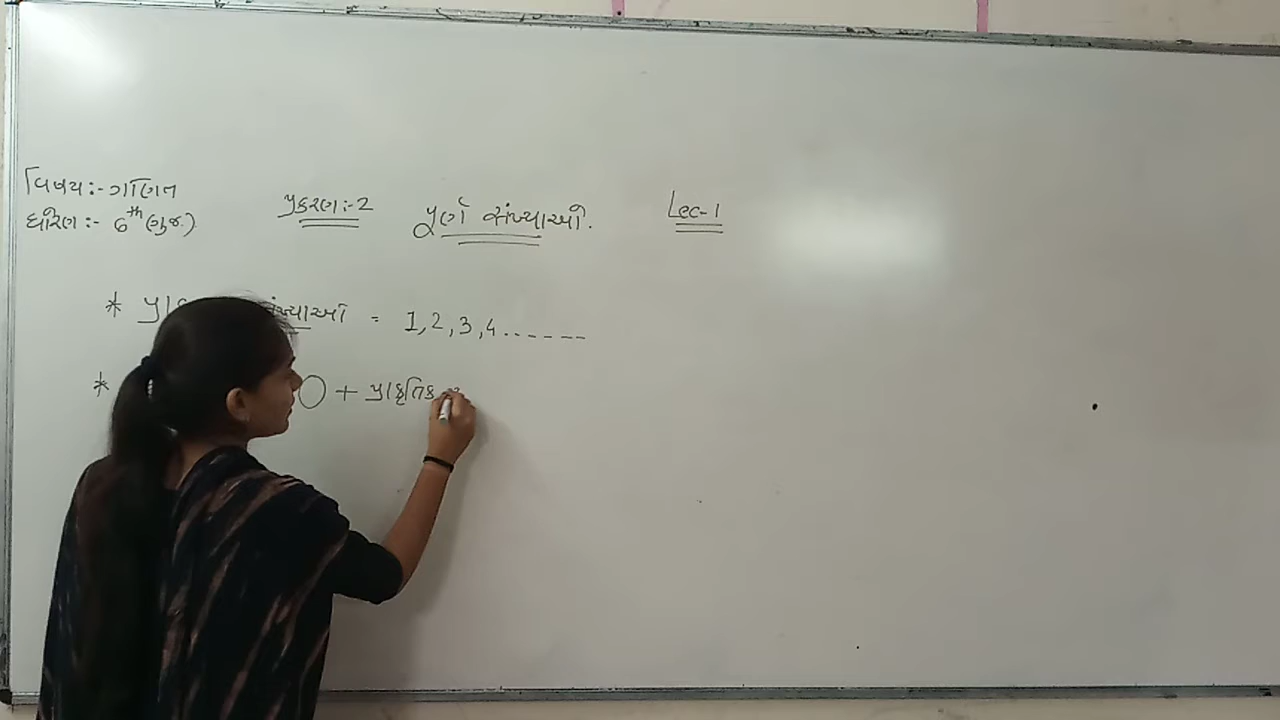 વિષય:- ગણિત
ધોરણ:- 6th (ગુજ.)
પ્રકરણ:-2 પુર્ણ સંખ્યાઓ. Lec-1
* સંખ્યાઓ = 1,2,3,4......
* 0 + પ્રાકૃતિક